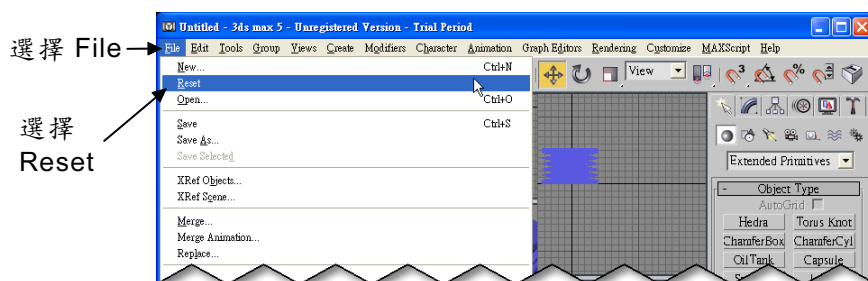 Untitled - 3ds max 5 - Unregistered Version - Trial Period
選擇 File
File Edit Tools Group Views Create Modifiers Character Animation Graph Editors Rendering Customize MAXScript Help
New... Ctrl+N
Reset
Open... Ctrl+O
Save Ctrl+S
Save As...
Save Selected
XRef Objects...
XRef Scene...
Merge...
Merge Animation...
Replace...
選擇
Reset
View
Extended Primitives
- Object Type
AutoGrid
Hedra Torus Knot
ChamferBox ChamferCyl
OilTank Capsule